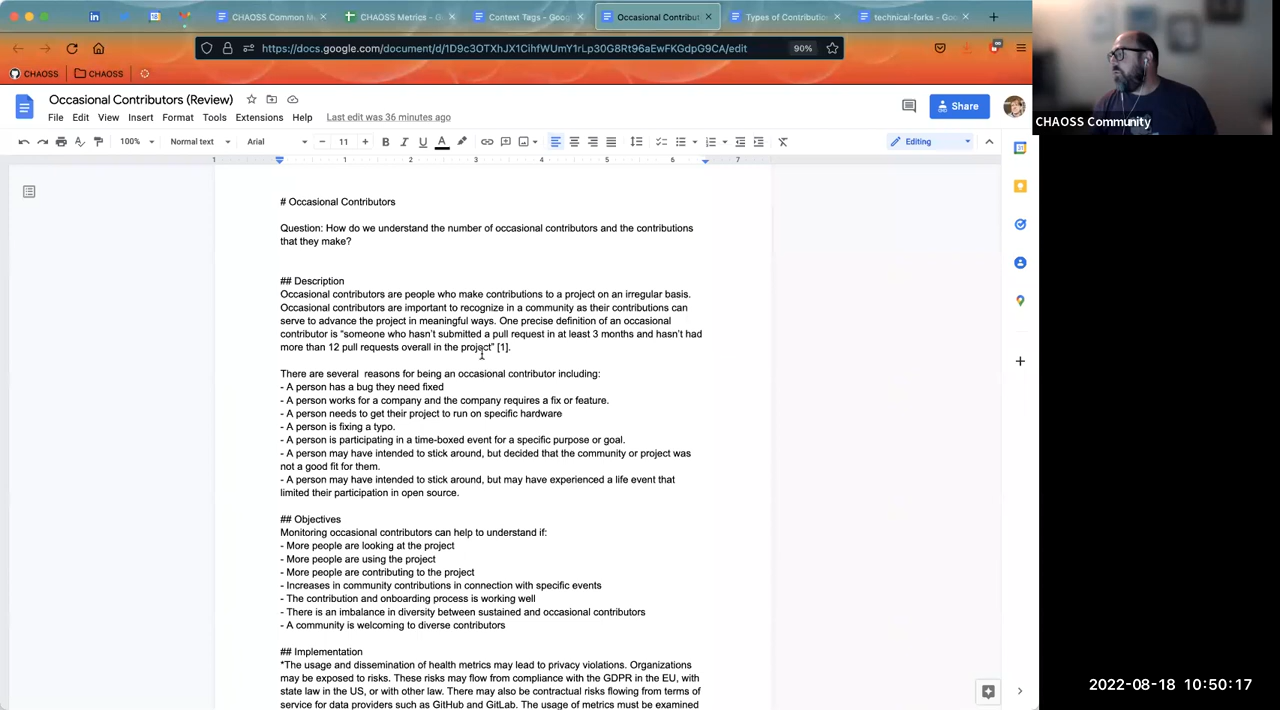 CHAOSS Common M
CHAOSS Metrics - G
Context Tags - Goo
Occasional Contribut
Types of Contributio
technical-forks - Go
https://docs.google.com/document/d/1D9c3OTXhJX1CihfWUmY1rLp30G8Rt96aEwFKGdpG9CA/edit
90%
CHAOSS
CHAOSS
Occasional Contributors (Review)
File Edit View Insert Format Tools Extensions Help Last edit was 36 minutes ago
Share
100% Normal text Arial 11 B I U A Editing
1 1 2 3 4 5 6 7
# Occasional Contributors
Question: How do we understand the number of occasional contributors and the contributions
that they make?
## Description
Occasional contributors are people who make contributions to a project on an irregular basis.
Occasional contributors are important to recognize in a community as their contributions can
serve to advance the project in meaningful ways. One precise definition of an occasional
contributor is “someone who hasn’t submitted a pull request in at least 3 months and hasn’t had
more than 12 pull requests overall in the project” [1].
There are several reasons for being an occasional contributor including:
- A person has a bug they need fixed
- A person works for a company and the company requires a fix or feature.
- A person needs to get their project to run on specific hardware
- A person is fixing a typo.
- A person is participating in a time-boxed event for a specific purpose or goal.
- A person may have intended to stick around, but decided that the community or project was
not a good fit for them.
- A person may have intended to stick around, but may have experienced a life event that
limited their participation in open source.
## Objectives
Monitoring occasional contributors can help to understand if:
- More people are looking at the project
- More people are using the project
- More people are contributing to the project
- Increases in community contributions in connection with specific events
- The contribution and onboarding process is working well
- There is an imbalance in diversity between sustained and occasional contributors
- A community is welcoming to diverse contributors
## Implementation
*The usage and dissemination of health metrics may lead to privacy violations. Organizations
may be exposed to risks. These risks may flow from compliance with the GDPR in the EU, with
state law in the US, or with other law. There may also be contractual risks flowing from terms of
service for data providers such as GitHub and GitLab. The usage of metrics must be examined
CHAOSS Community
2022-08-18 10:50:17